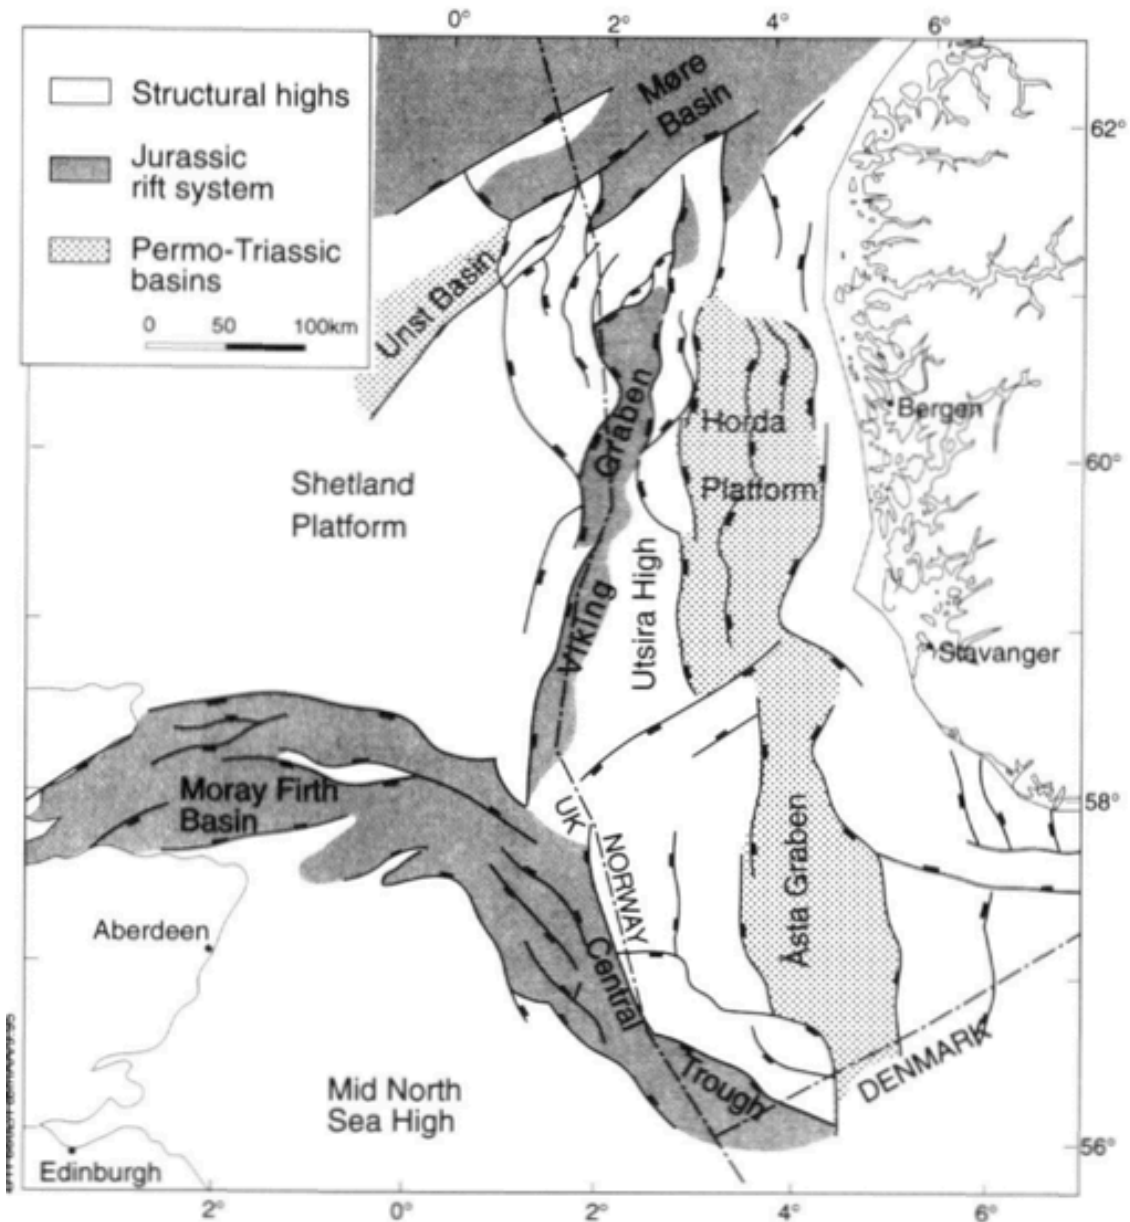 0° 2° 4° 6°
Structural highs
Jurassic
rift system
Permo-Triassic
basins
0 50 100km
Møre
Basin
62°
Unst Basin
Graben
Horda
Platform
Bergen
60°
Shetland
Platform
Viking
Utsira High
Stavanger
Moray Firth
Basin
58°
UK
NORWAY
Åsta Graben
Aberdeen
Central
Trough
DENMARK
Mid North
Sea High
56°
Edinburgh
2° 0° 2° 4° 6°